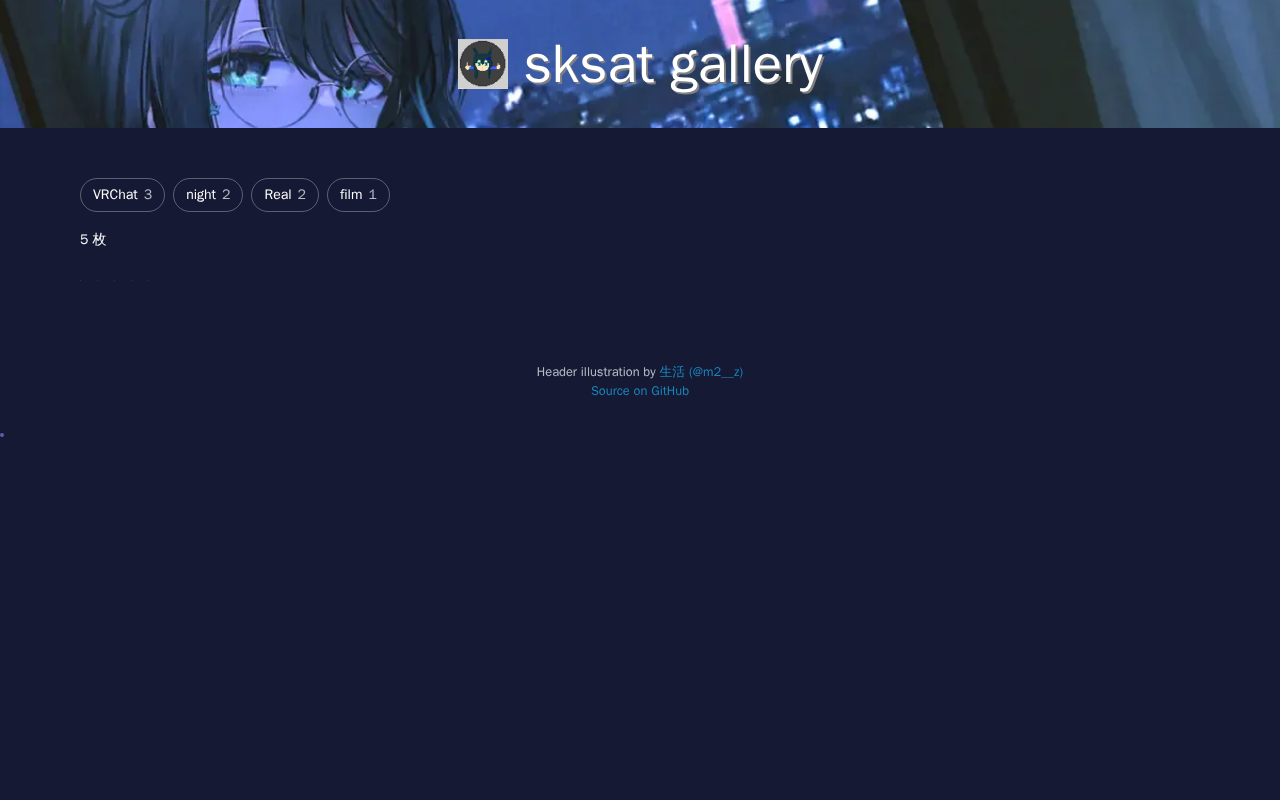 sksat gallery
VRChat 3 night 2 Real 2 film 1
5 枚
Header illustration by 生活 (@m2__z)
Source on GitHub